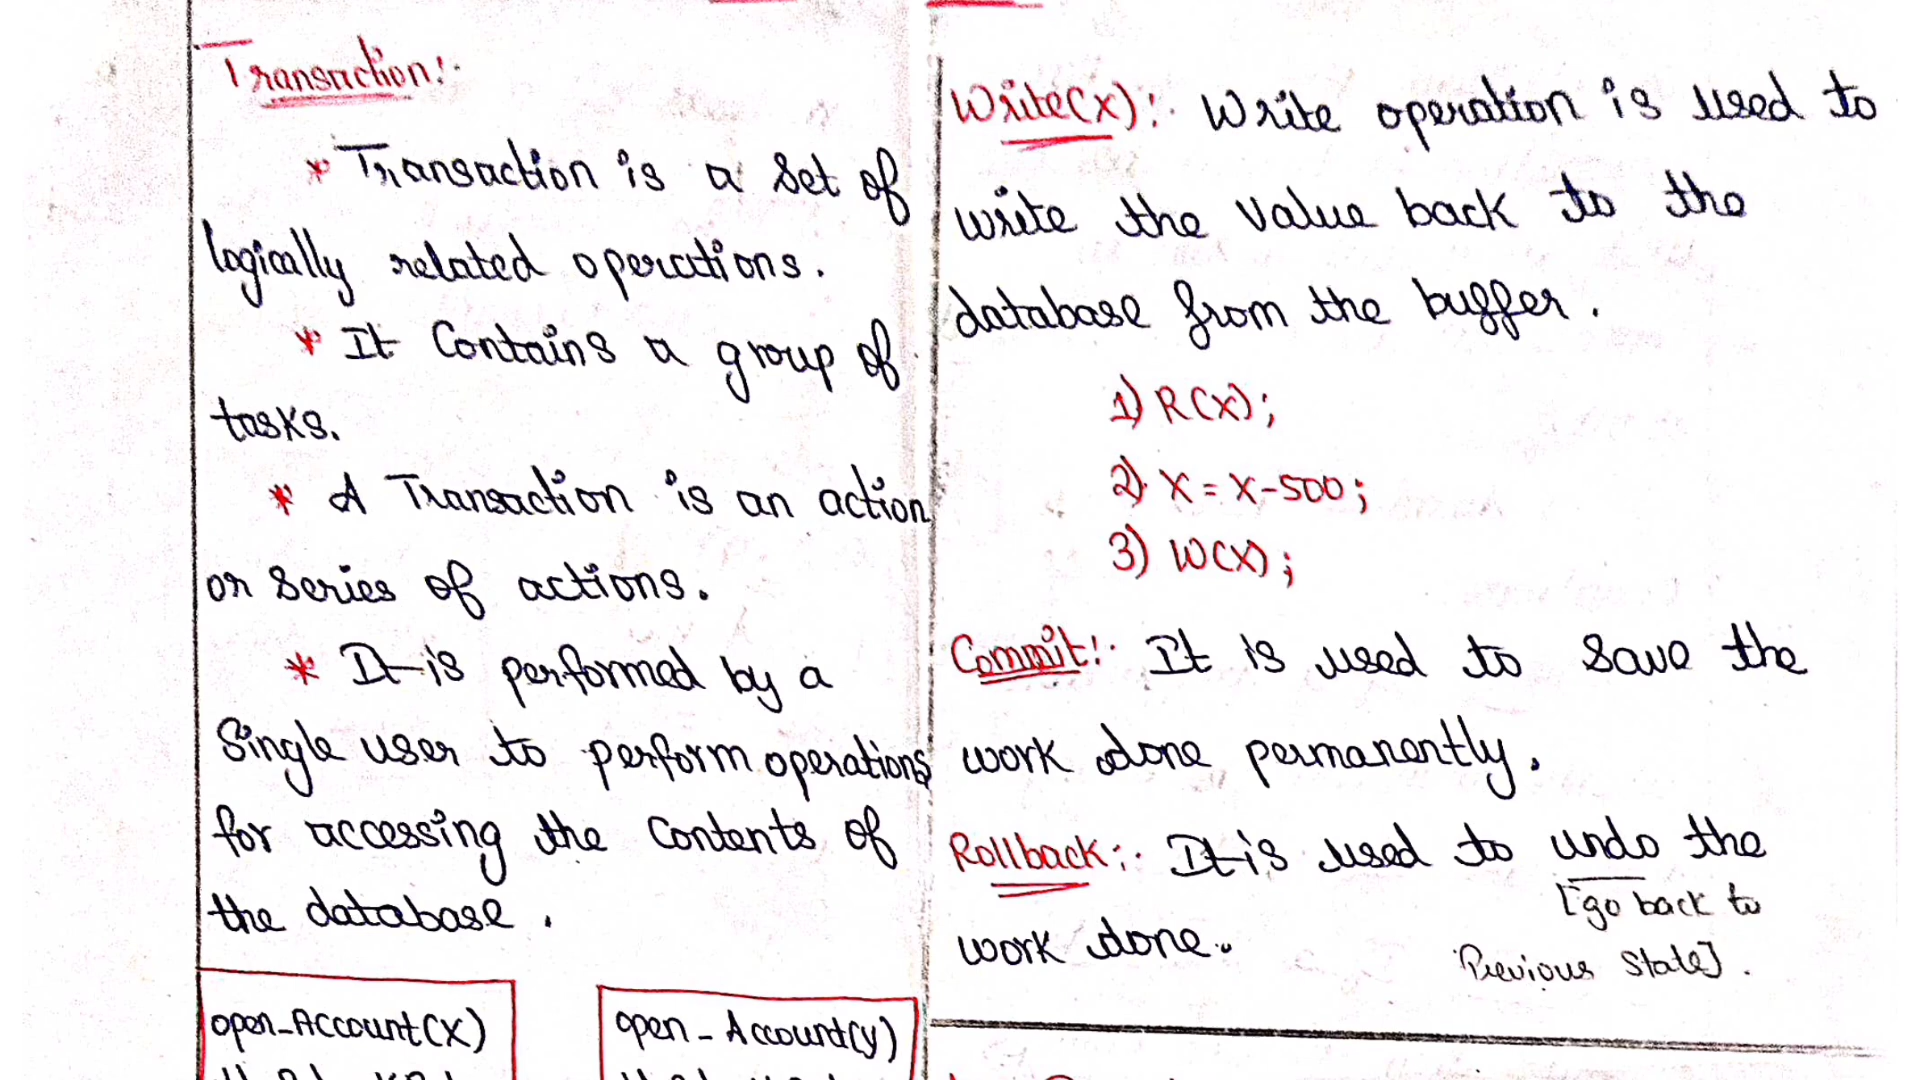 Transaction:-
* Transaction is a set of
logically related operations.
* It Contains a group of
tasks.
* A Transaction is an action
or Series of actions.
* It is performed by a
Single user to perform operations
for accessing the Contents of
the database.
open_Account(X)
open_Account(y)
Write(X):- Write operation is used to
write the value back to the
database from the buffer.
1) R(X);
2) X = X-500;
3) W(X);
Commit:- It is used to save the
work done permanently.
Rollback:- It is used to undo the
[go back to
Previous State].
work done.